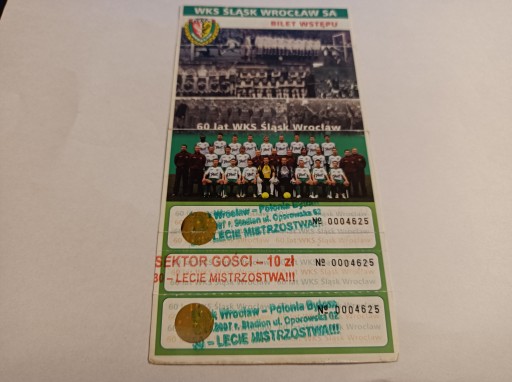 WKS ŚLĄSK WROCŁAW SA
BILET WSTĘPU
60 lat WKS Śląsk Wrocław
Wrocław – Polonia
Stadion ul. Oporowska 62
LECIE MISTRZOSTWA!!!
№ 0004625
SEKTOR GOŚCI – 10 zł
30 – LECIE MISTRZOSTWA!!!
№ 0004625
Wrocław – Polonia
2007 r. Stadion ul. Oporowska 62
– LECIE MISTRZOSTWA!!!
№ 0004625